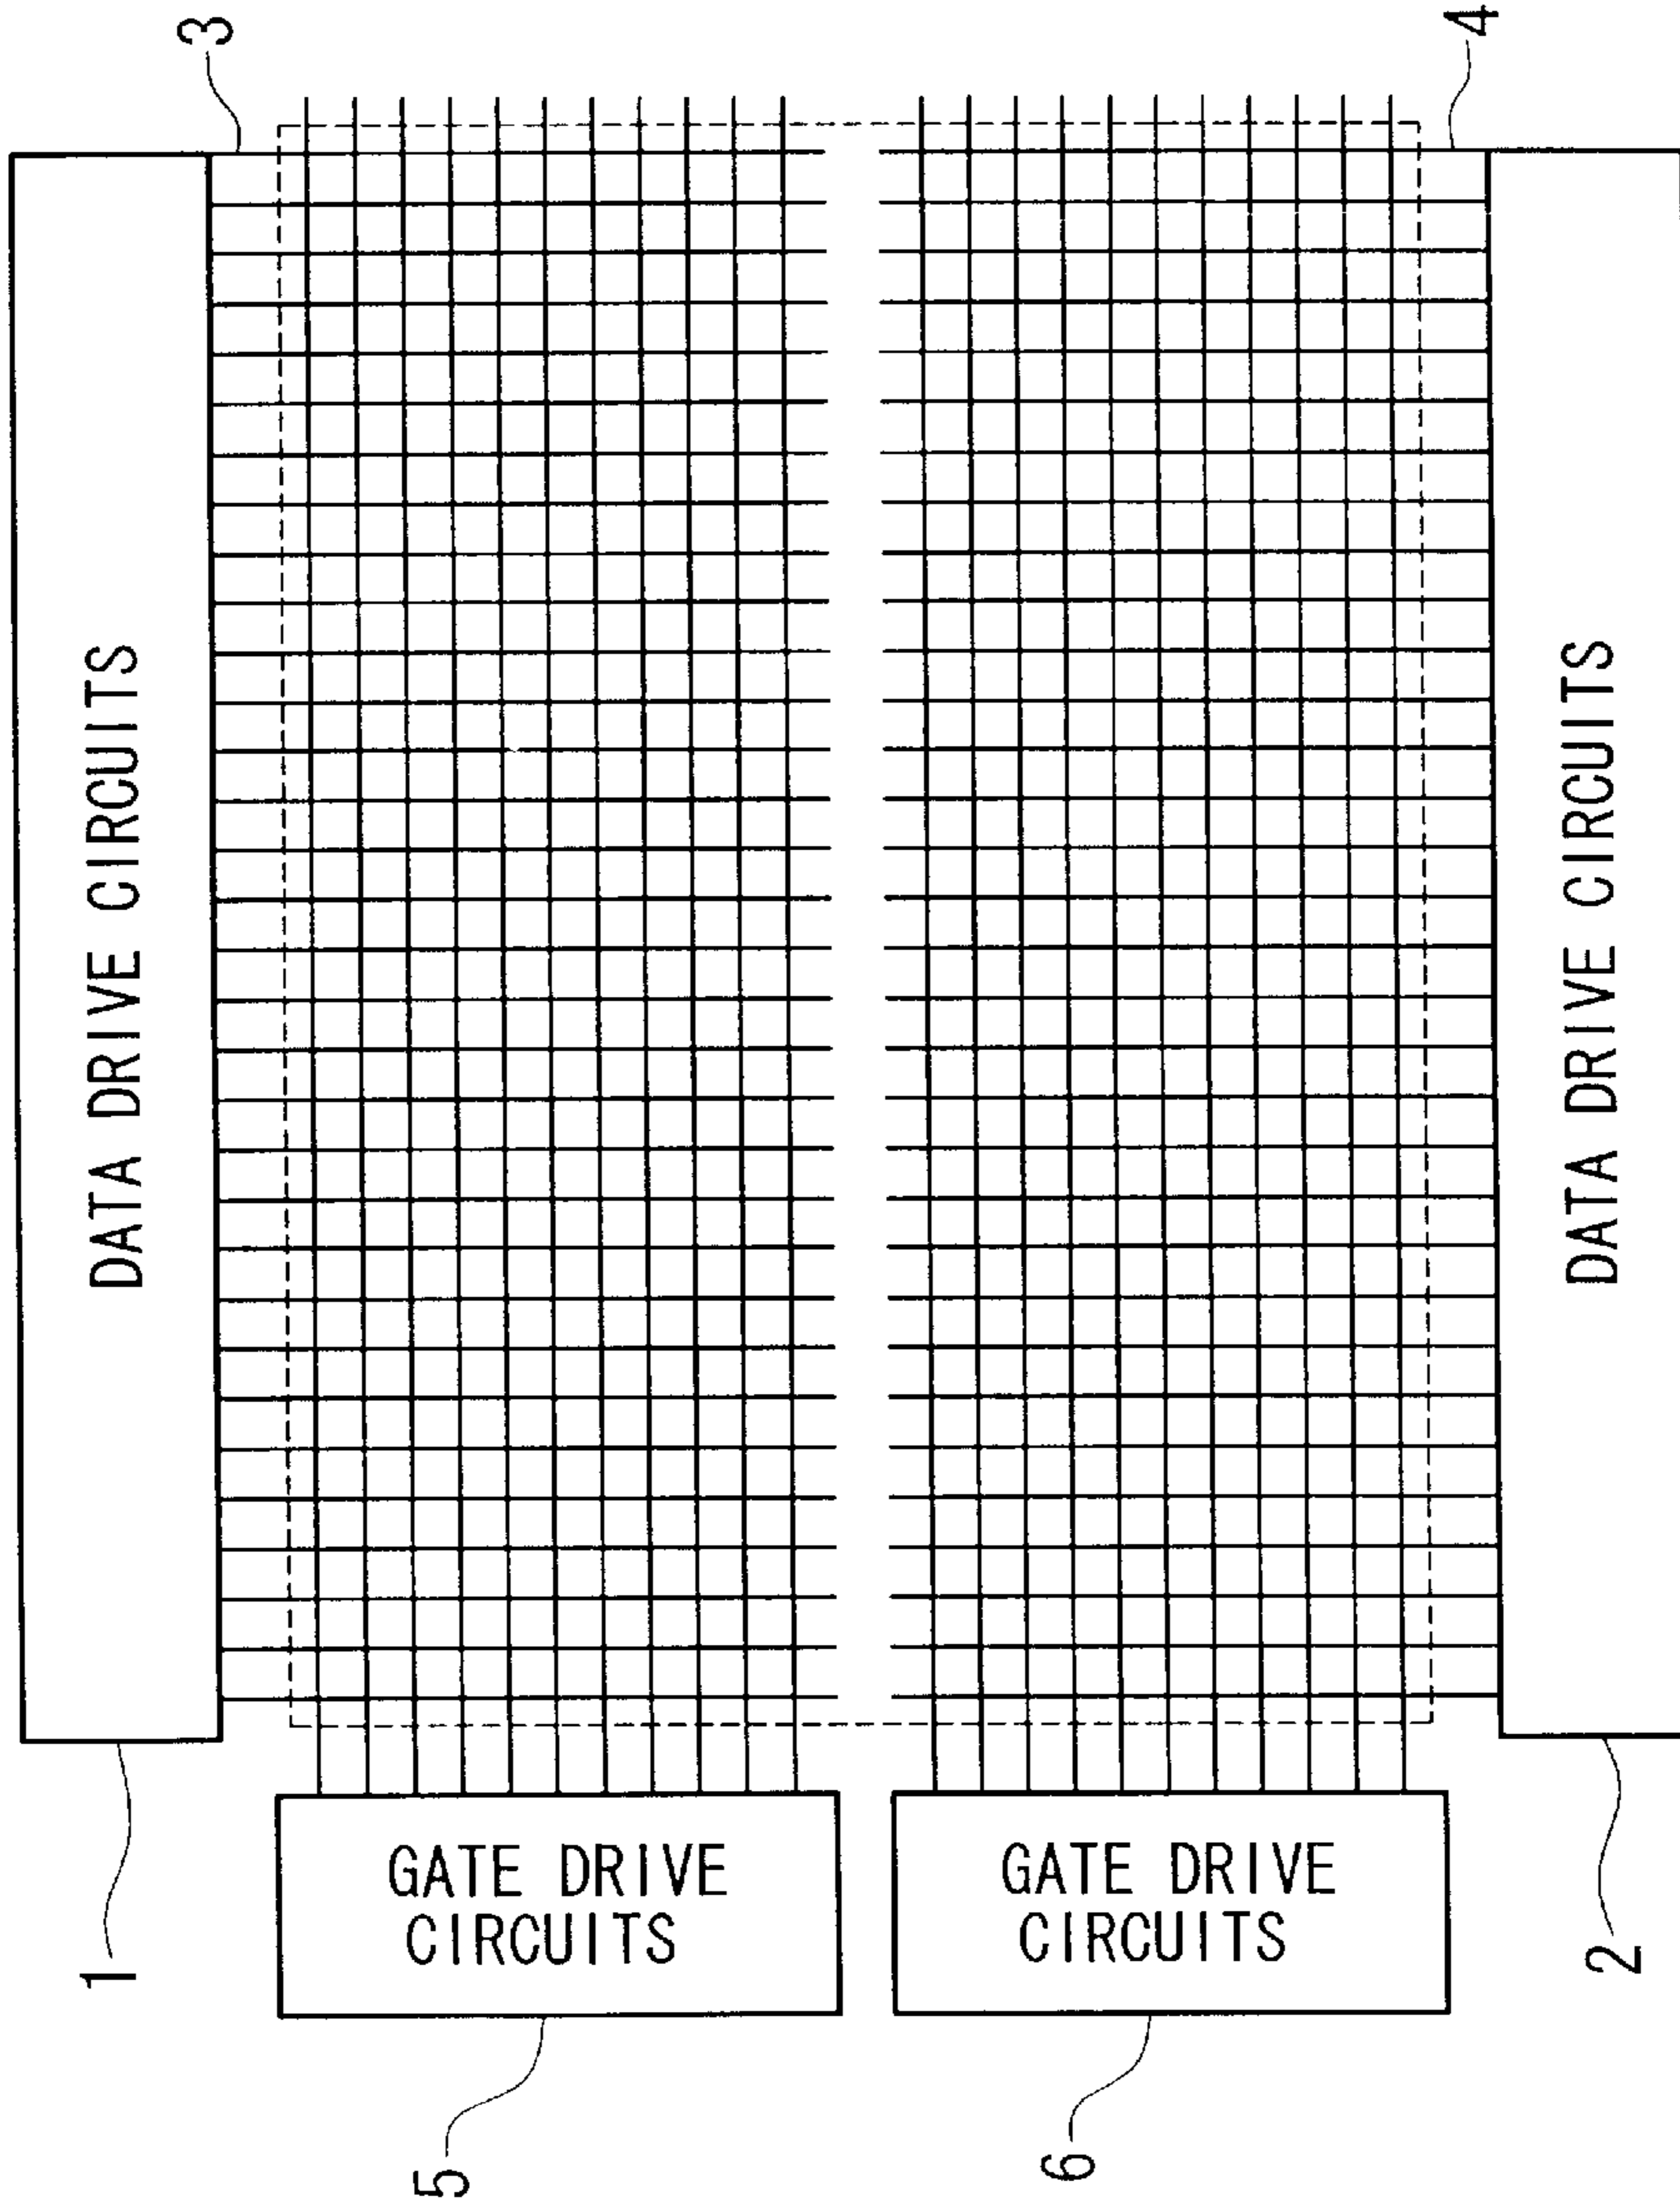 3
4
DATA DRIVE CIRCUITS
DATA DRIVE CIRCUITS
GATE DRIVE
CIRCUITS
GATE DRIVE
CIRCUITS
1
2
5
6